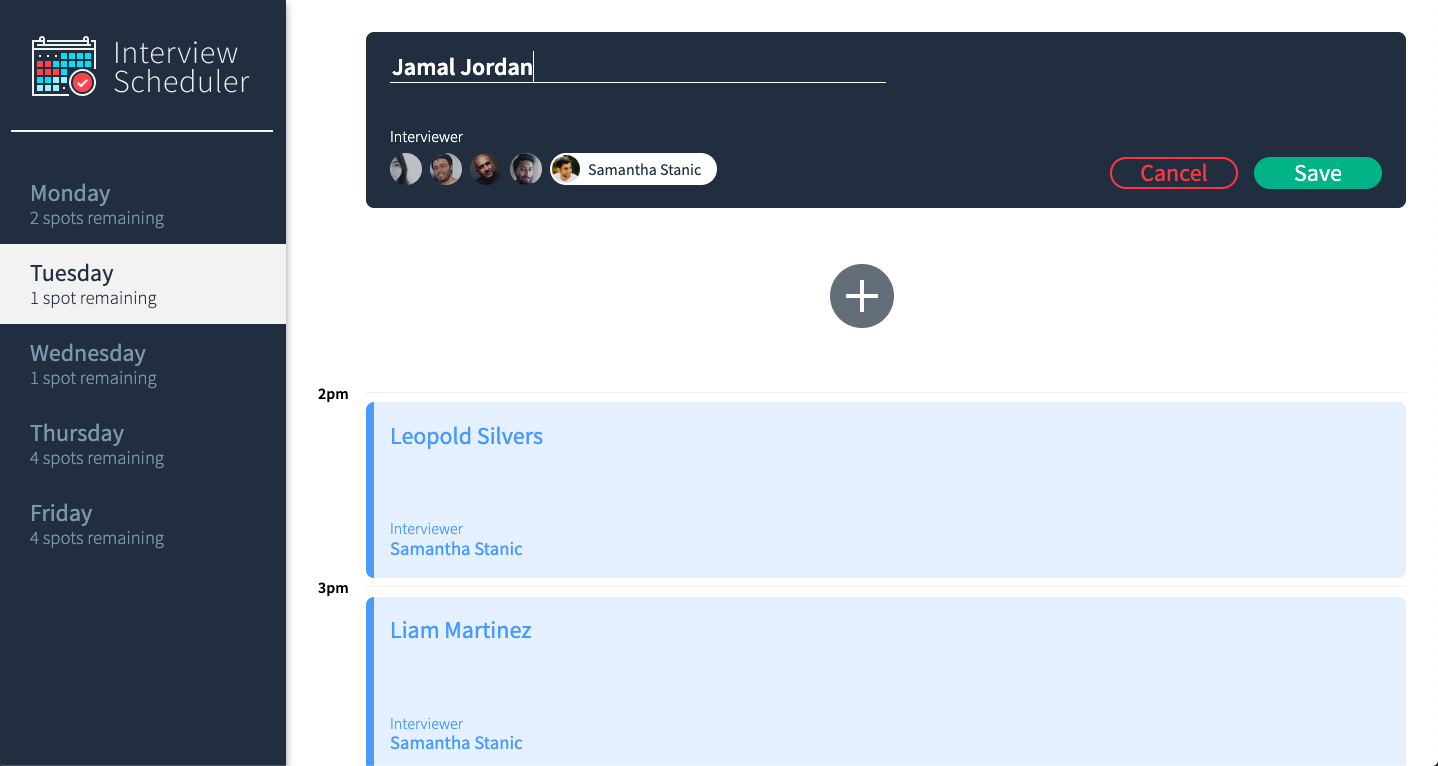 Interview
Scheduler
Monday
2 spots remaining
Tuesday
1 spot remaining
Wednesday
1 spot remaining
Thursday
4 spots remaining
Friday
4 spots remaining
Jamal Jordan
Interviewer
Samantha Stanic
Cancel
Save
2pm
Leopold Silvers
Interviewer
Samantha Stanic
3pm
Liam Martinez
Interviewer
Samantha Stanic